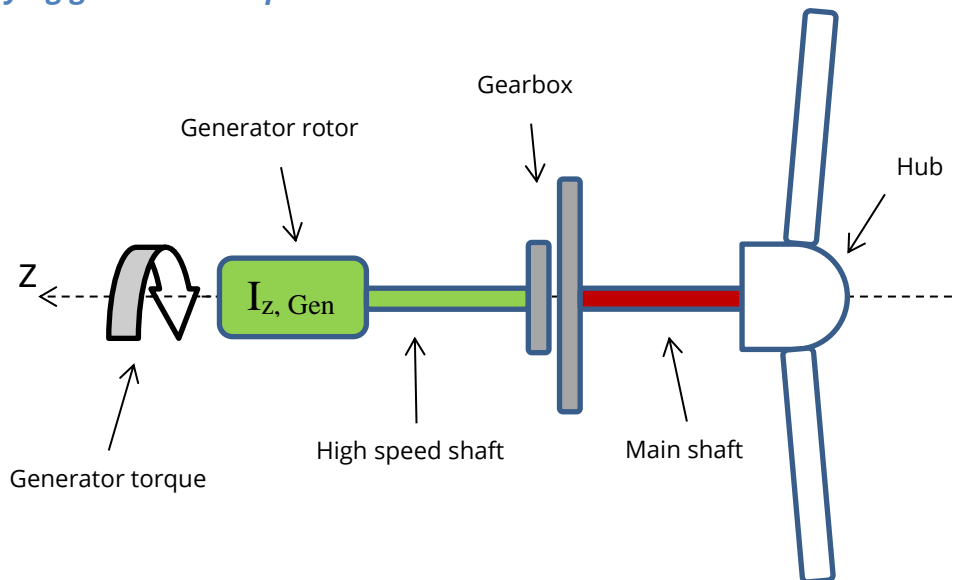 Gearbox
Generator rotor
Hub
Z
I z, Gen
High speed shaft
Main shaft
Generator torque